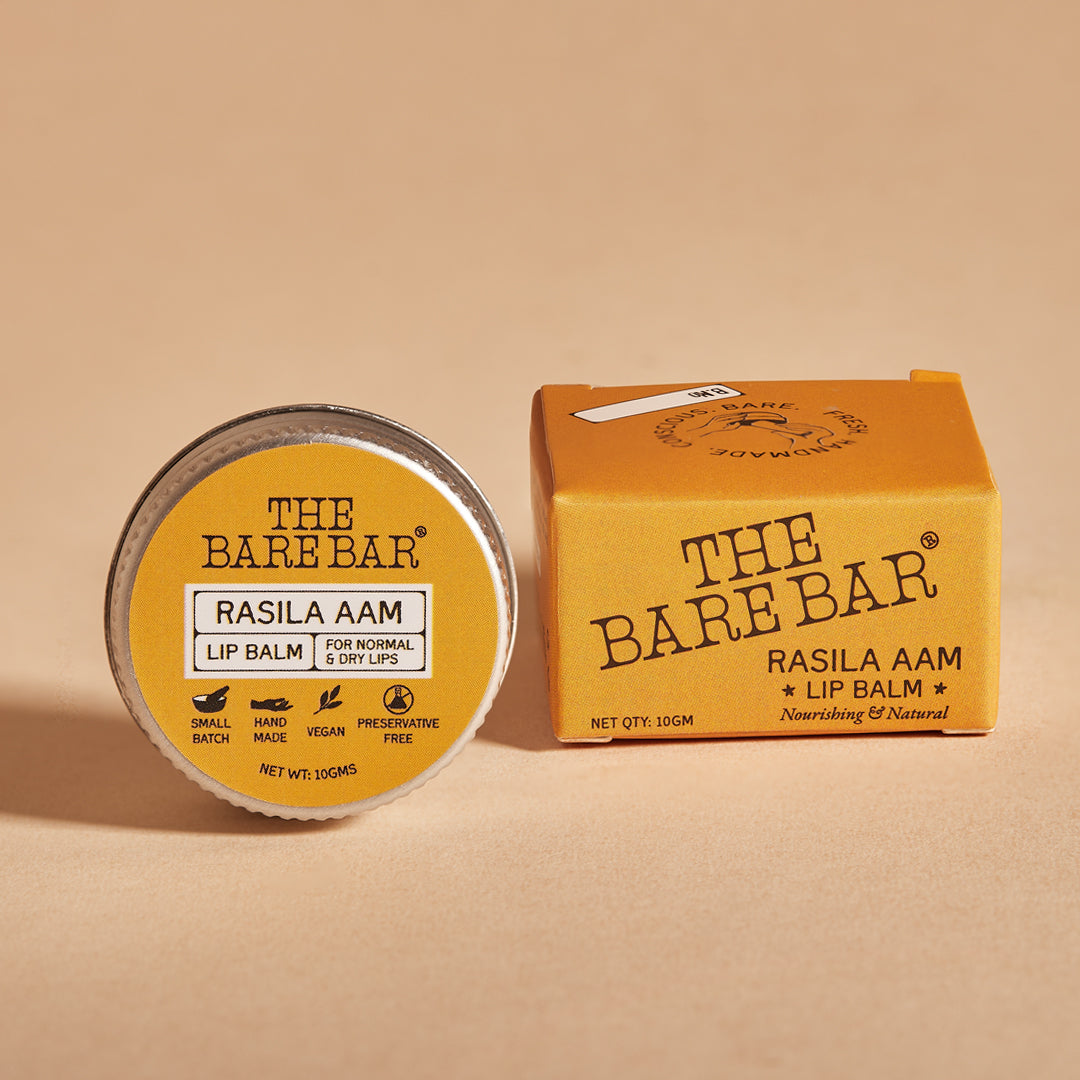 THE
BARE BAR®
RASILA AAM
LIP BALM
FOR NORMAL
& DRY LIPS
SMALL
BATCH
HAND
MADE
VEGAN
PRESERVATIVE
FREE
NET WT: 10GMS
B.No
CONSCIOUS. BARE. FRESH. HANDMADE.
THE
BARE BAR®
RASILA AAM
★ LIP BALM ★
Nourishing & Natural
NET QTY: 10GM